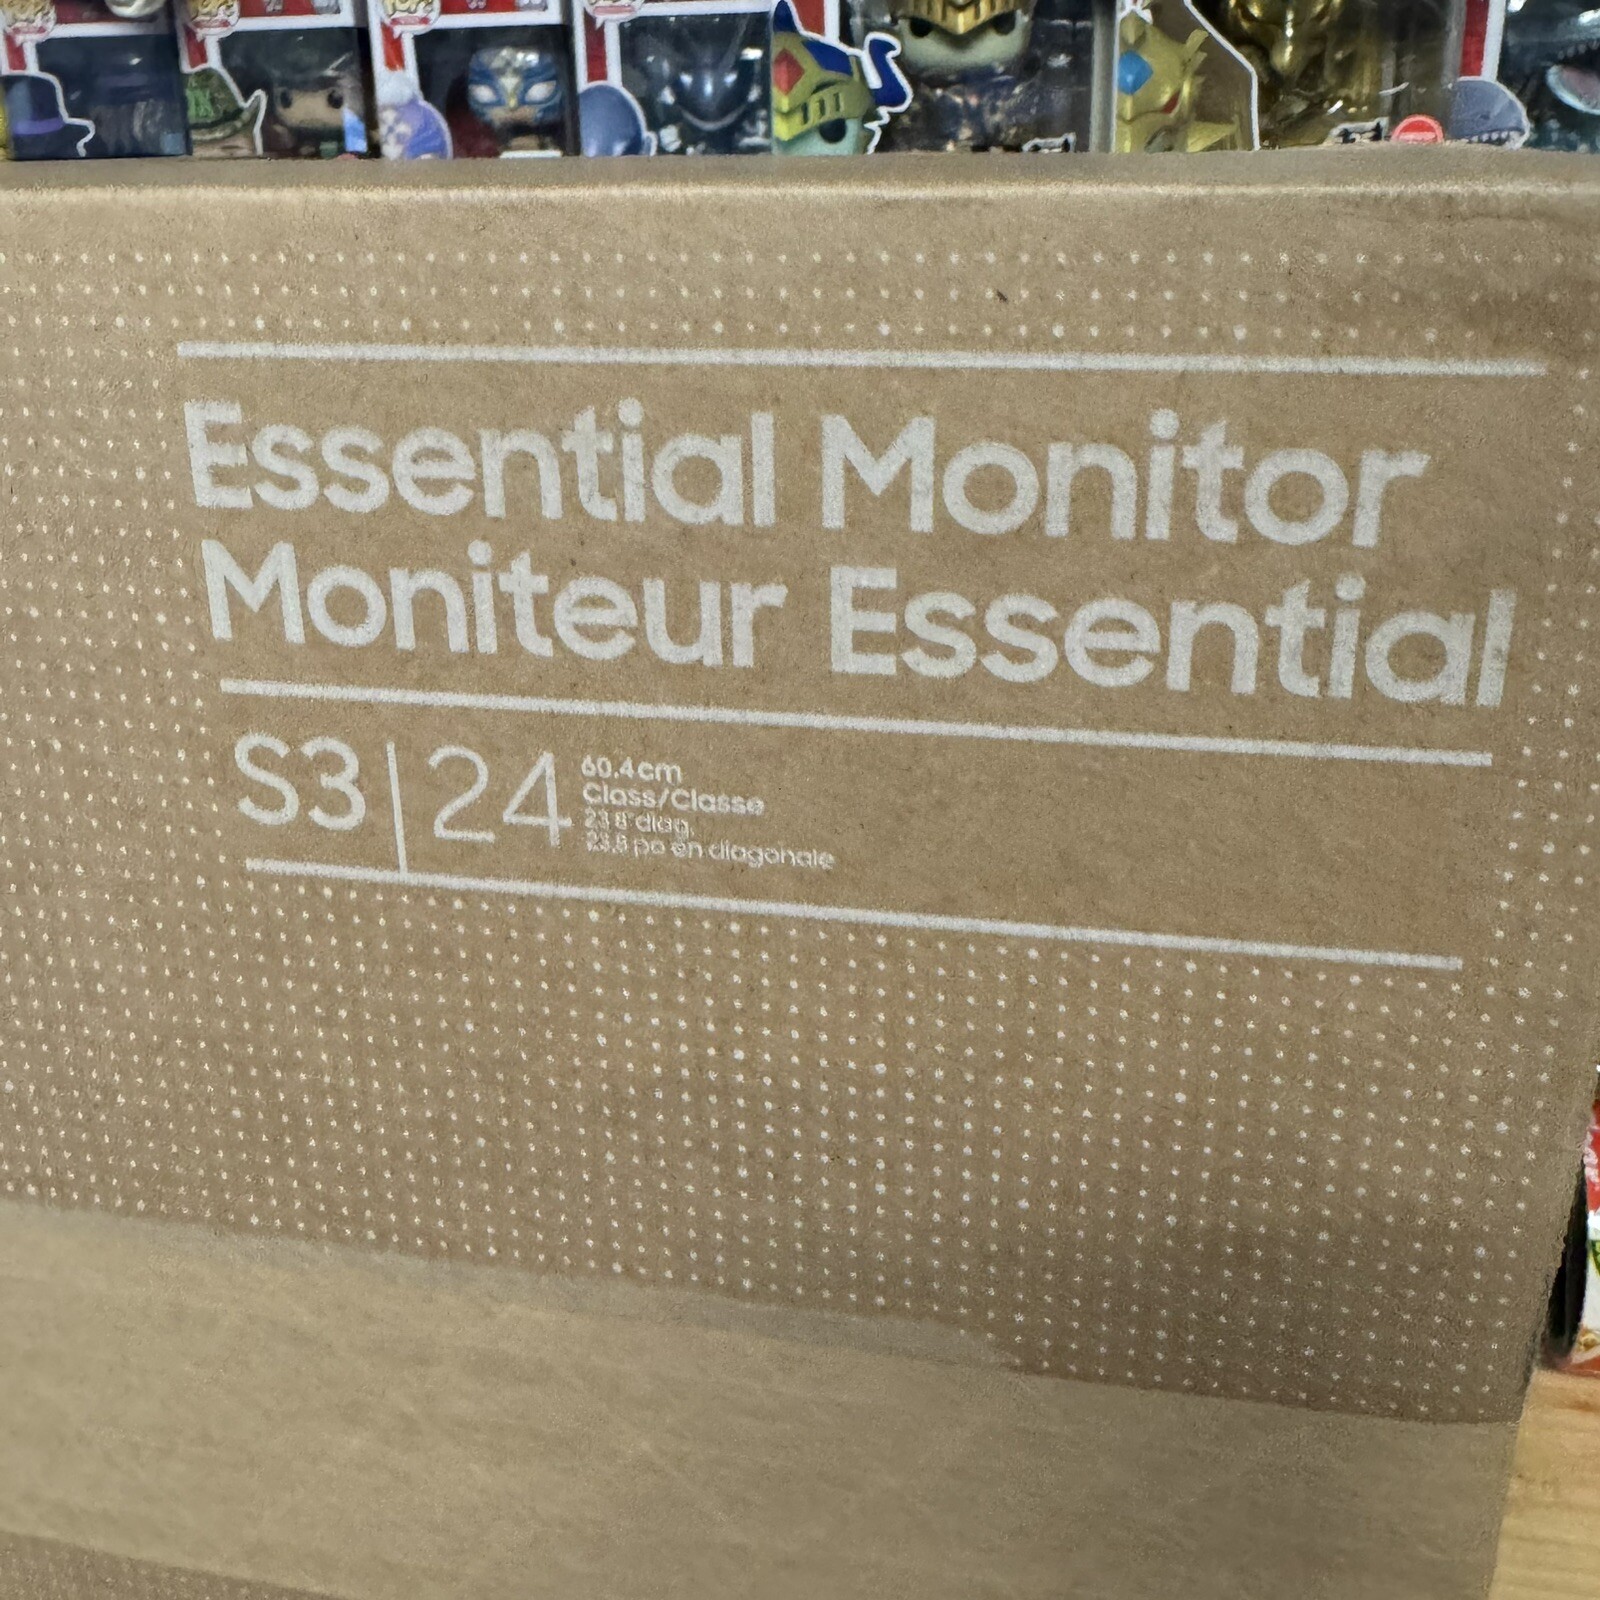 Essential Monitor
Moniteur Essential
S3 | 24
60.4cm
Class/Classe
23.8 diag.
23.8 po en diagonale